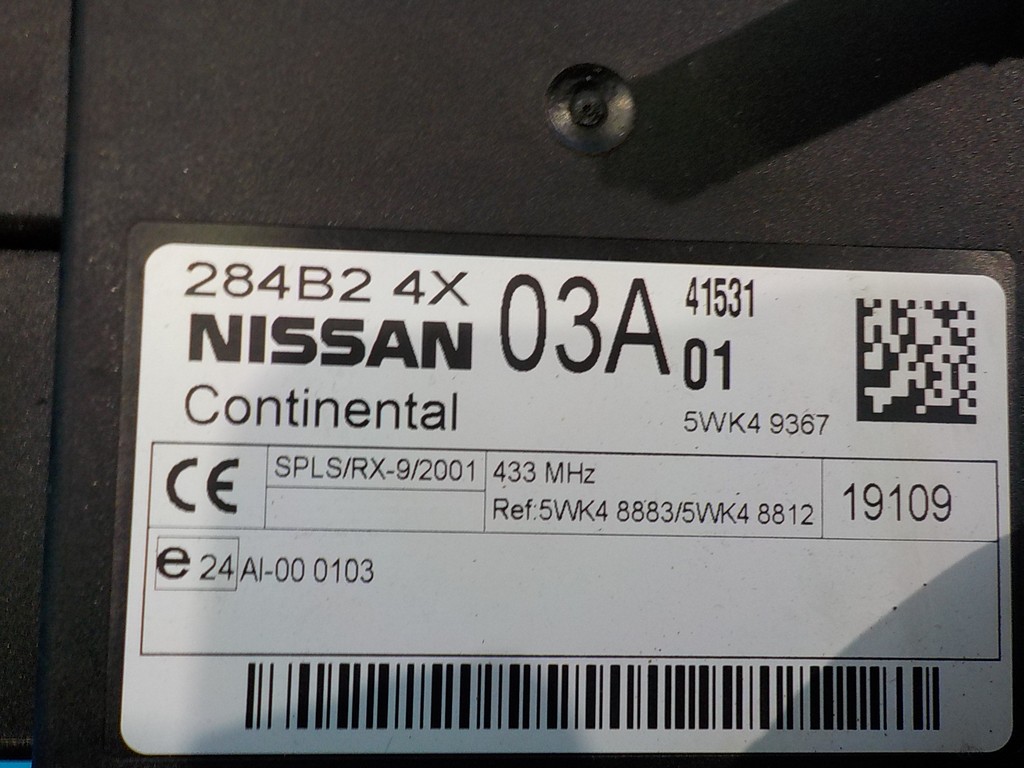 284B2 4X
NISSAN
03A
41531
01
Continental
5WK4 9367
CE
SPLS/RX-9/2001
433 MHz
Ref:5WK4 8883/5WK4 8812
19109
e 24 AI-00 0103